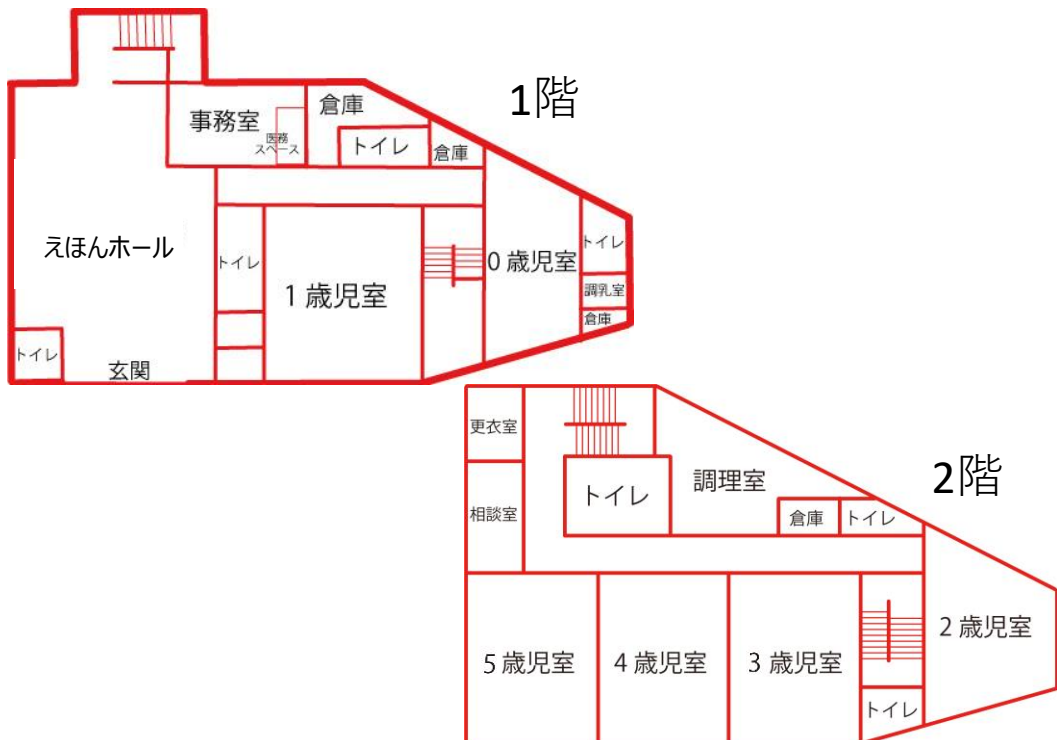 1階
事務室
医務
スペース
倉庫
トイレ
倉庫
えほんホール
トイレ
1歳児室
0歳児室
トイレ
調乳室
倉庫
トイレ
玄関
2階
更衣室
相談室
トイレ
調理室
倉庫
トイレ
5歳児室
4歳児室
3歳児室
2歳児室
トイレ